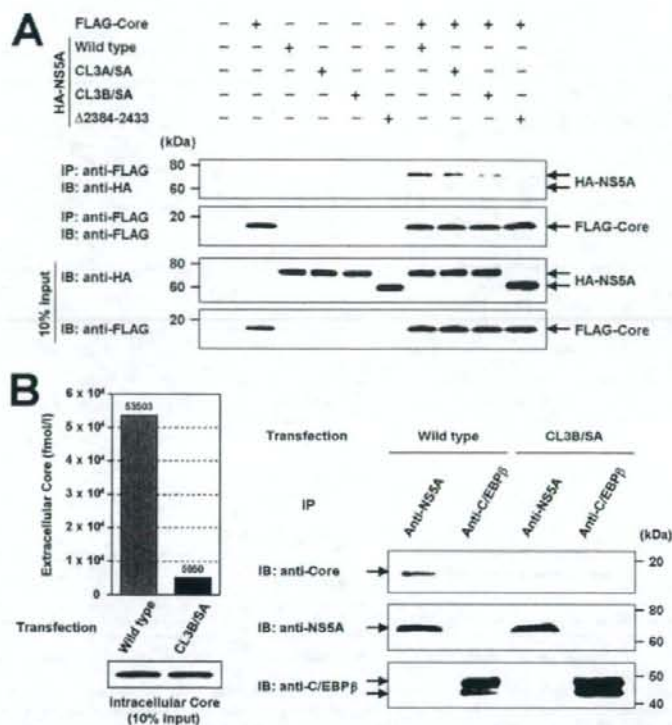 A
FLAG-Core – + – – – – + + + +
HA-NS5A
Wild type – – + – – – + – – –
CL3A/SA – – – + – – – + – –
CL3B/SA – – – – + – – – + –
Δ2384-2433 – – – – – + – – – +
(kDa)
IP: anti-FLAG
IB: anti-HA
80
60
HA-NS5A
IP: anti-FLAG
IB: anti-FLAG
20
FLAG-Core
10% Input
IB: anti-HA
80
60
HA-NS5A
IB: anti-FLAG
20
FLAG-Core
B
Extracellular Core (fmol/l)
6 x 10⁴
5 x 10⁴
4 x 10⁴
3 x 10⁴
2 x 10⁴
1 x 10⁴
0
53503
5950
Transfection
Wild type
CL3B/SA
Intracellular Core
(10% input)
Transfection
Wild type
CL3B/SA
IP
Anti-NS5A
Anti-C/EBPβ
Anti-NS5A
Anti-C/EBPβ
(kDa)
IB: anti-Core
20
IB: anti-NS5A
60
IB: anti-C/EBPβ
50
40